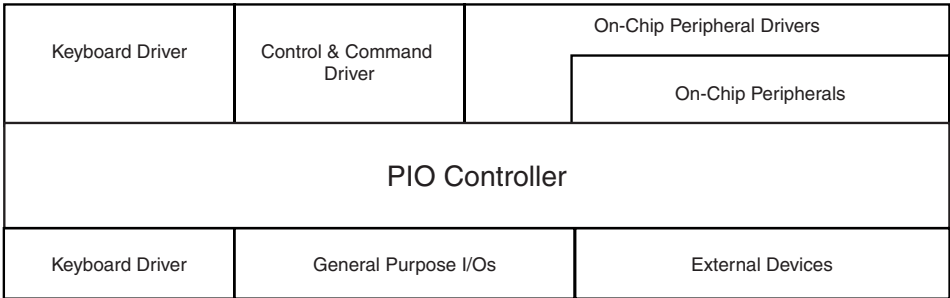 Keyboard Driver
Control & Command
Driver
On-Chip Peripheral Drivers
On-Chip Peripherals
PIO Controller
Keyboard Driver
General Purpose I/Os
External Devices